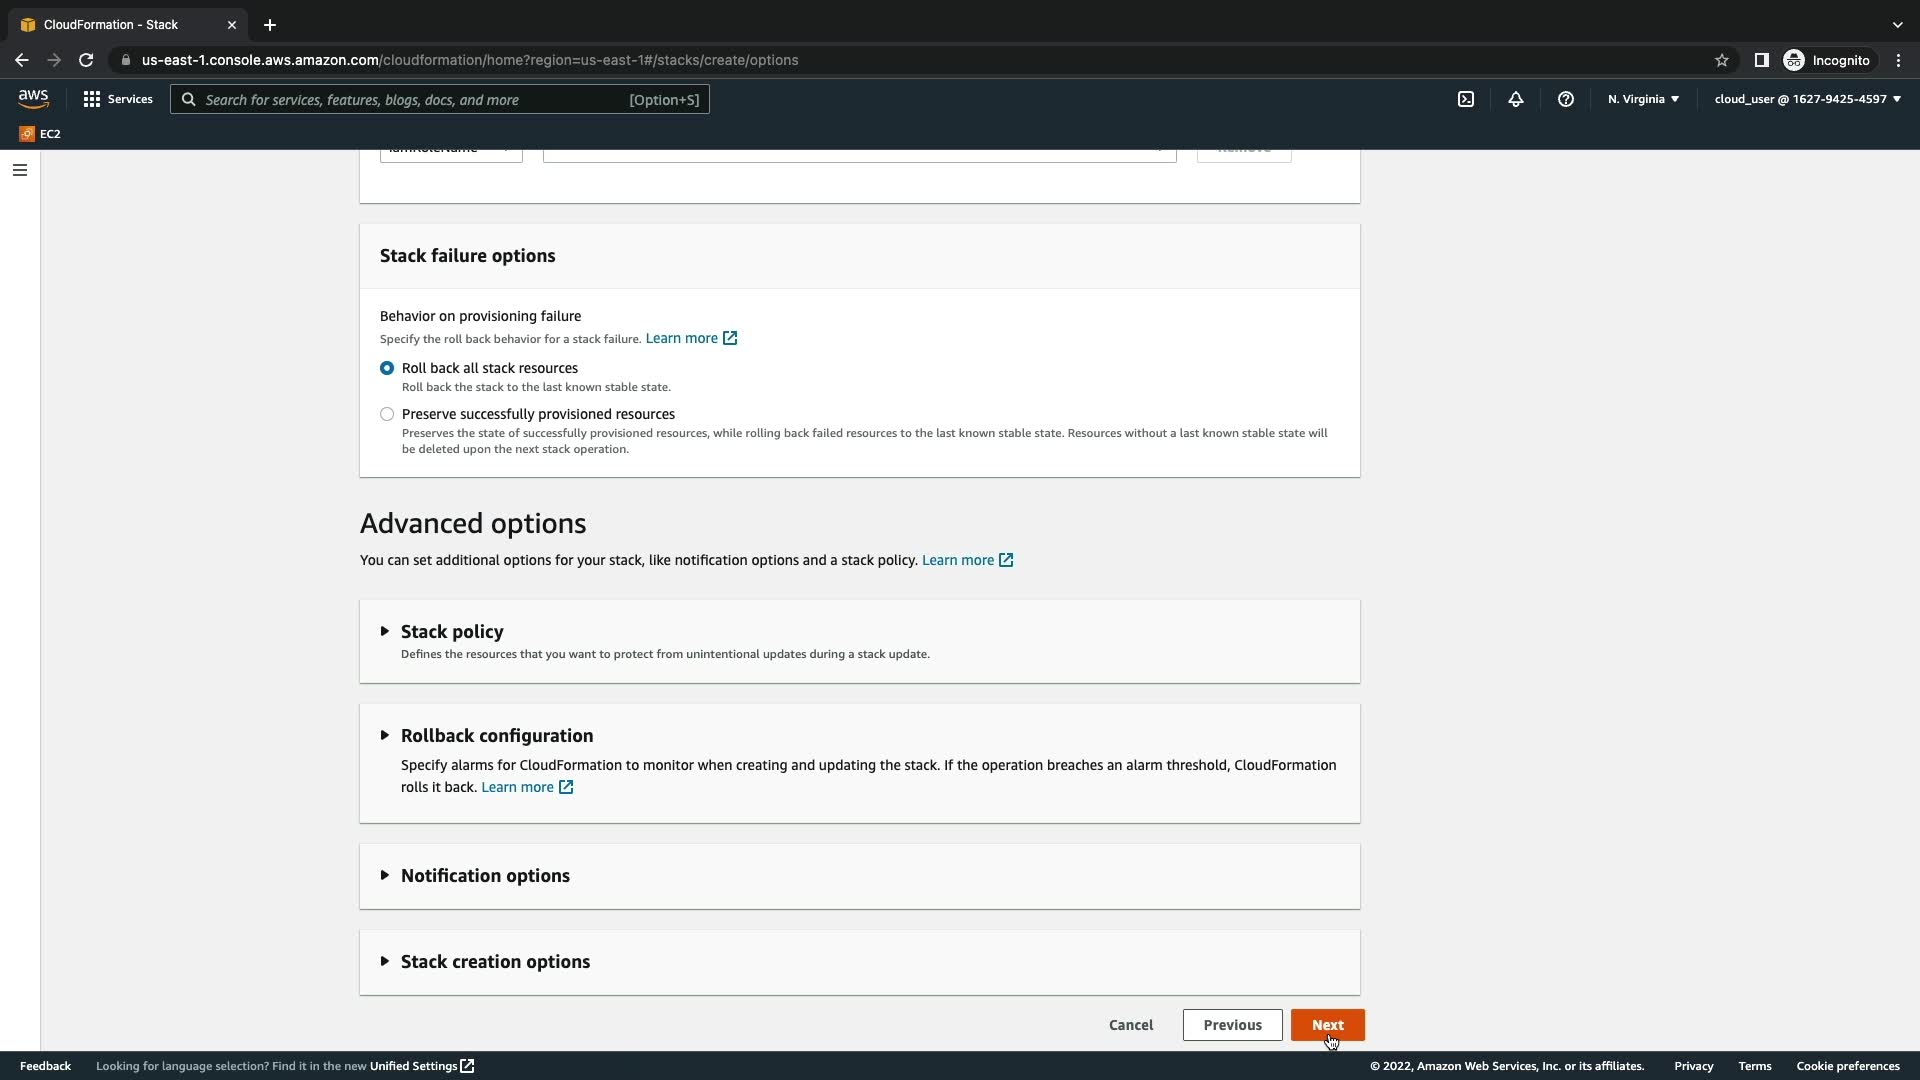 CloudFormation - Stack
us-east-1.console.aws.amazon.com/cloudformation/home?region=us-east-1#/stacks/create/options
Incognito
aws
Services
Search for services, features, blogs, docs, and more
[Option+S]
N. Virginia
cloud_user @ 1627-9425-4597
EC2
Stack failure options
Behavior on provisioning failure
Specify the roll back behavior for a stack failure. Learn more
Roll back all stack resources
Roll back the stack to the last known stable state.
Preserve successfully provisioned resources
Preserves the state of successfully provisioned resources, while rolling back failed resources to the last known stable state. Resources without a last known stable state will
be deleted upon the next stack operation.
Advanced options
You can set additional options for your stack, like notification options and a stack policy. Learn more
Stack policy
Defines the resources that you want to protect from unintentional updates during a stack update.
Rollback configuration
Specify alarms for CloudFormation to monitor when creating and updating the stack. If the operation breaches an alarm threshold, CloudFormation
rolls it back. Learn more
Notification options
Stack creation options
Cancel
Previous
Next
Feedback
Looking for language selection? Find it in the new Unified Settings
© 2022, Amazon Web Services, Inc. or its affiliates.
Privacy
Terms
Cookie preferences